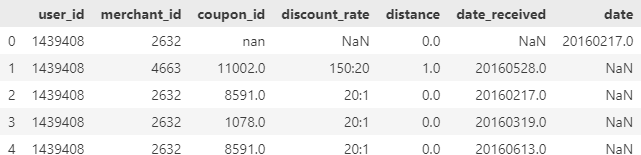 user_id merchant_id coupon_id discount_rate distance date_received date
0 1439408 2632 nan NaN 0.0 NaN 20160217.0
1 1439408 4663 11002.0 150:20 1.0 20160528.0 NaN
2 1439408 2632 8591.0 20:1 0.0 20160217.0 NaN
3 1439408 2632 1078.0 20:1 0.0 20160319.0 NaN
4 1439408 2632 8591.0 20:1 0.0 20160613.0 NaN